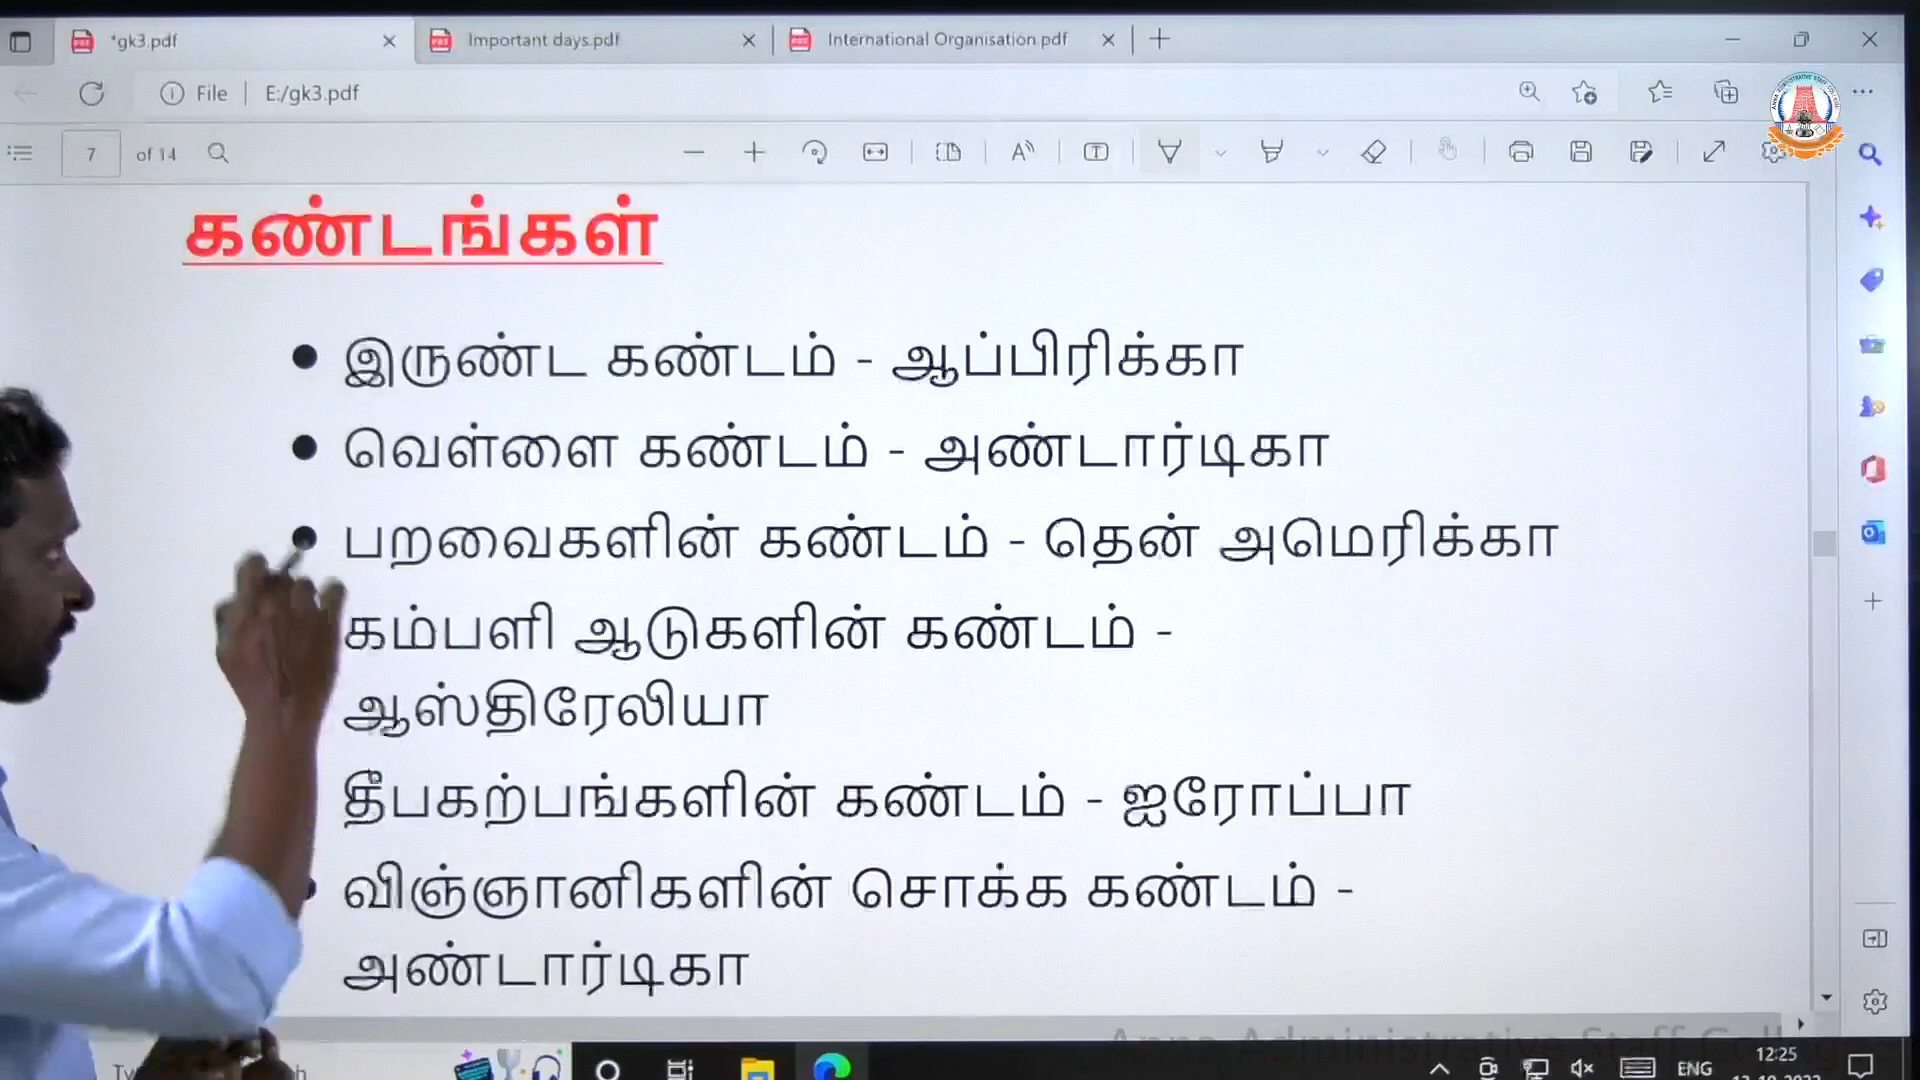 *gk3.pdf
Important days.pdf
International Organisation.pdf
File
E:/gk3.pdf
7 of 14
கண்டங்கள்
இருண்ட கண்டம் - ஆப்பிரிக்கா
வெள்ளை கண்டம் - அண்டார்டிகா
பறவைகளின் கண்டம் - தென் அமெரிக்கா
கம்பளி ஆடுகளின் கண்டம் -
ஆஸ்திரேலியா
தீபகற்பங்களின் கண்டம் - ஐரோப்பா
விஞ்ஞானிகளின் சொக்க கண்டம் -
அண்டார்டிகா
ENG
12:25